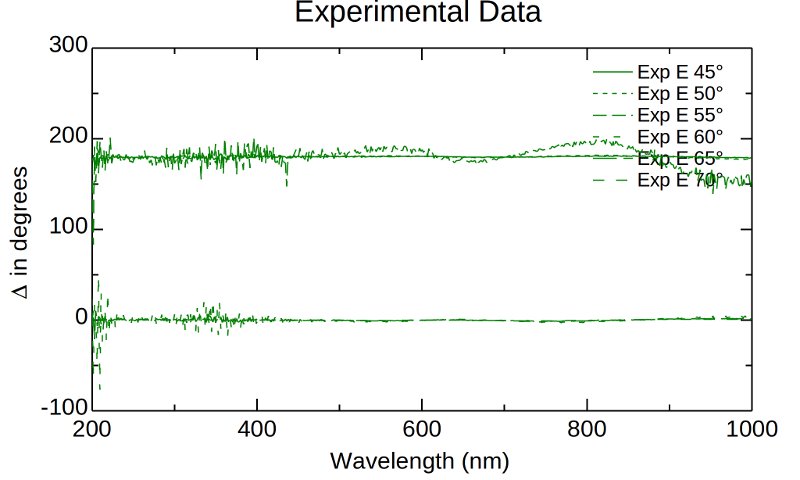 Experimental Data
300
200
100
0
-100
Δ in degrees
200 400 600 800 1000
Wavelength (nm)
Exp E 45°
Exp E 50°
Exp E 55°
Exp E 60°
Exp E 65°
Exp E 70°